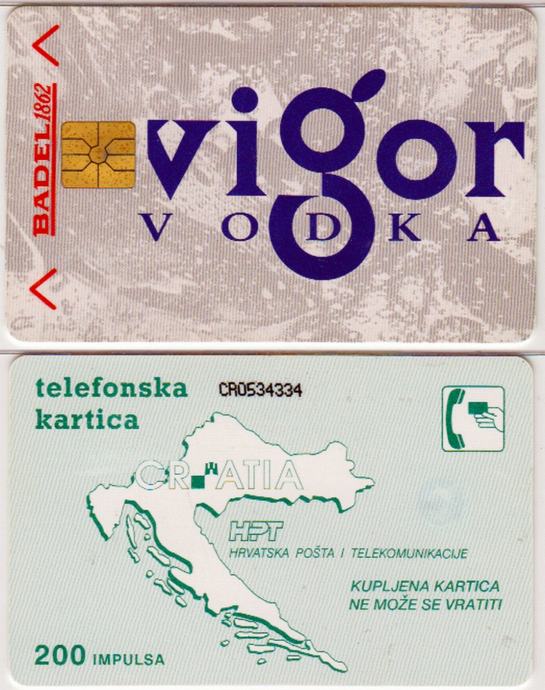 BADEL 1862
vigor
VODKA
telefonska
kartica
CR0534334
CROATIA
HPT
HRVATSKA POŠTA I TELEKOMUNIKACIJE
KUPLJENA KARTICA
NE MOŽE SE VRATITI
200 IMPULSA